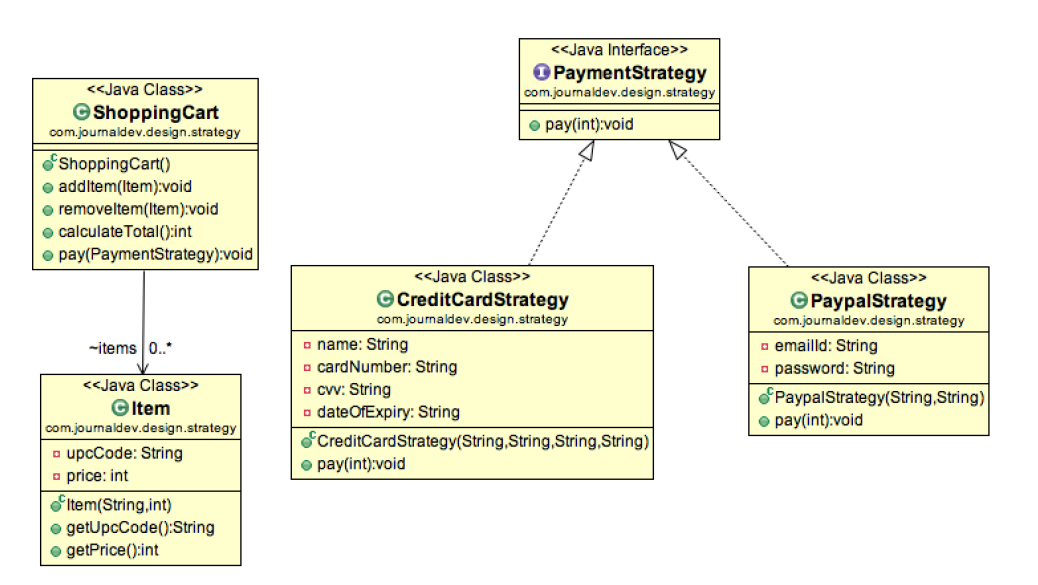 <<Java Class>>
ShoppingCart
com.journaldev.design.strategy
ShoppingCart()
addItem(Item):void
removeItem(Item):void
calculateTotal():int
pay(PaymentStrategy):void
~items 0..*
<<Java Class>>
Item
com.journaldev.design.strategy
upcCode: String
price: int
Item(String,int)
getUpcCode():String
getPrice():int
<<Java Interface>>
PaymentStrategy
com.journaldev.design.strategy
pay(int):void
<<Java Class>>
CreditCardStrategy
com.journaldev.design.strategy
name: String
cardNumber: String
cvv: String
dateOfExpiry: String
CreditCardStrategy(String,String,String,String)
pay(int):void
<<Java Class>>
PaypalStrategy
com.journaldev.design.strategy
emailId: String
password: String
PaypalStrategy(String,String)
pay(int):void